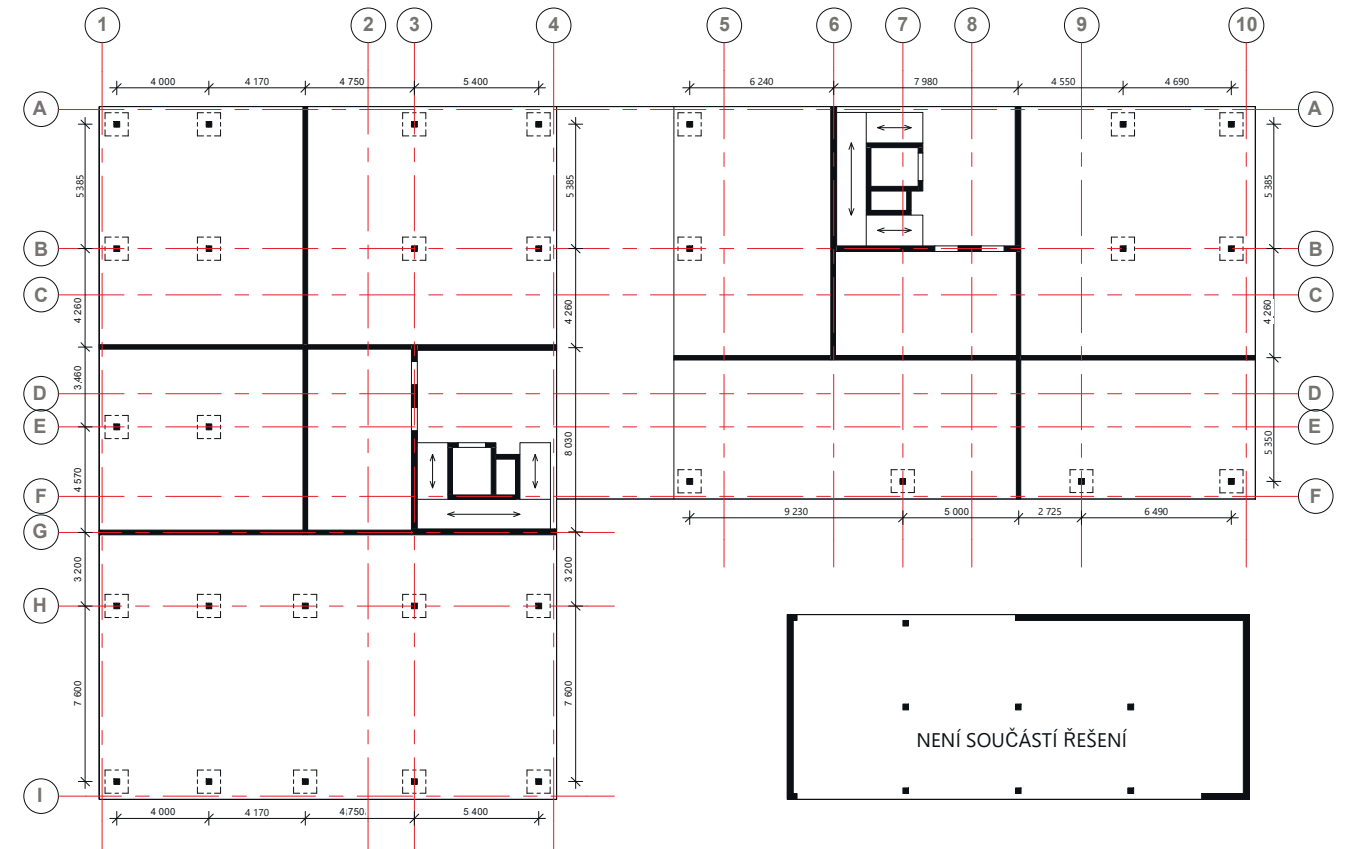 1 2 3 4 5 6 7 8 9 10
4 000 4 170 4 750 5 400 6 240 7 980 4 550 4 690
A A
5 385 5 385 5 385
B B
C C
4 260 4 260 4 260
D D
3 460
E E
8 030 5 350
4 570
F F
9 230 5 000 2 725 6 490
G
3 200 3 200
H
7 600 7 600
NENÍ SOUČÁSTÍ ŘEŠENÍ
I
4 000 4 170 4 750 5 400